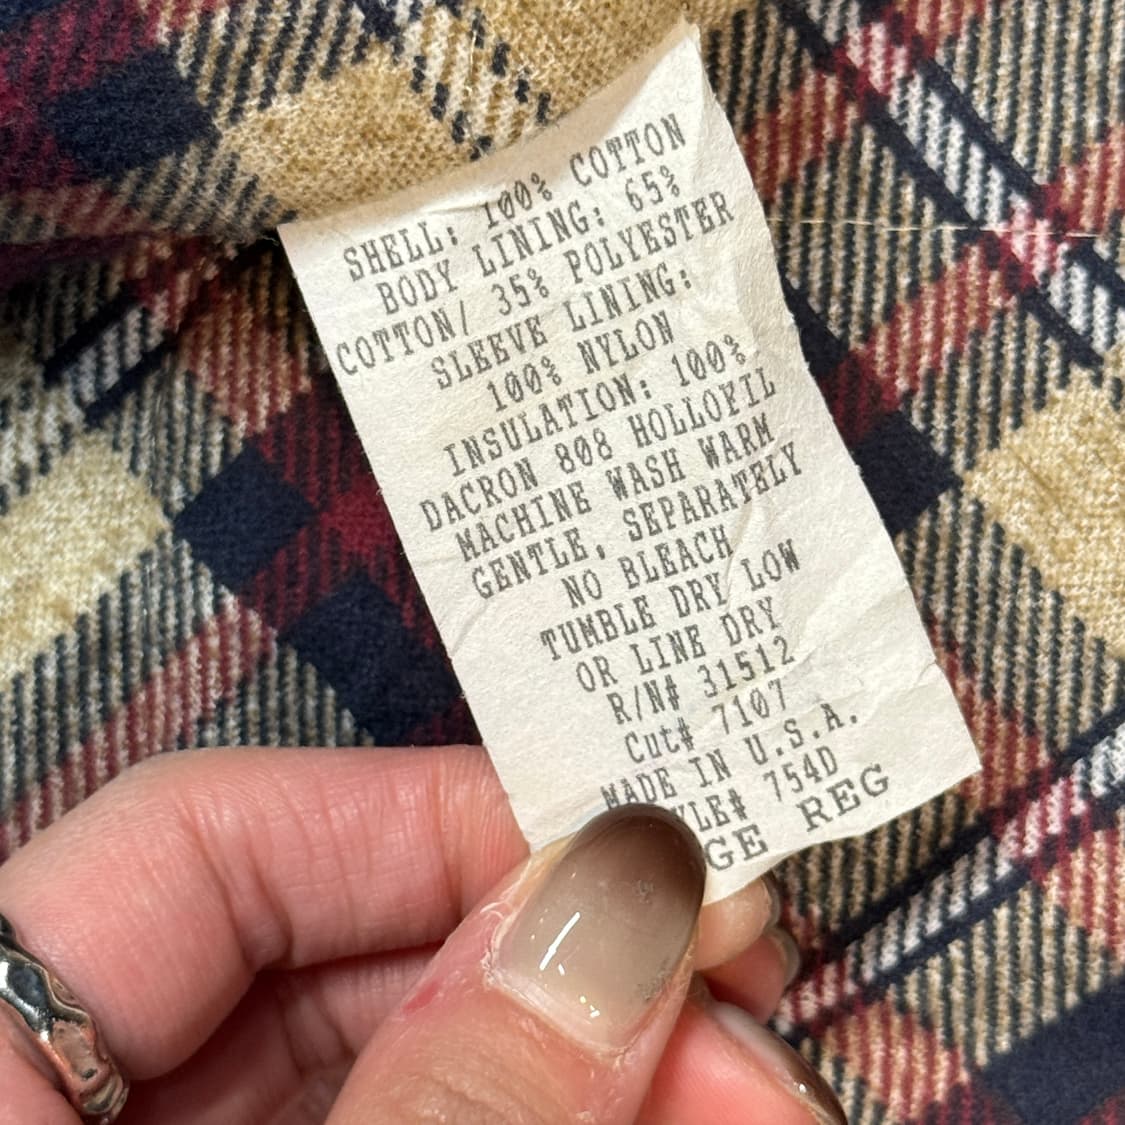 SHELL: 100% COTTON
BODY LINING: 65%
COTTON/ 35% POLYESTER
SLEEVE LINING:
100% NYLON
INSULATION: 100%
DACRON 808 HOLLOFIL
MACHINE WASH WARM
GENTLE, SEPARATELY
NO BLEACH
TUMBLE DRY LOW
OR LINE DRY
R/N# 31512
Cut# 7107
MADE IN U.S.A.
YLE# 754D
GE REG